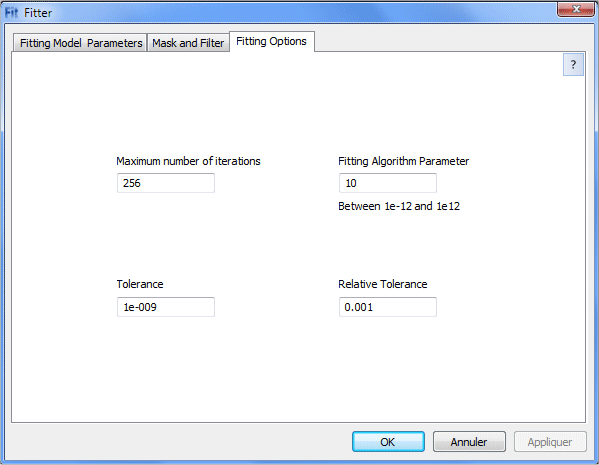 Fit Fitter
Fitting Model Parameters Mask and Filter Fitting Options
?
Maximum number of iterations Fitting Algorithm Parameter
256 10
Between 1e-12 and 1e12
Tolerance Relative Tolerance
1e-009 0.001
OK Annuler Appliquer